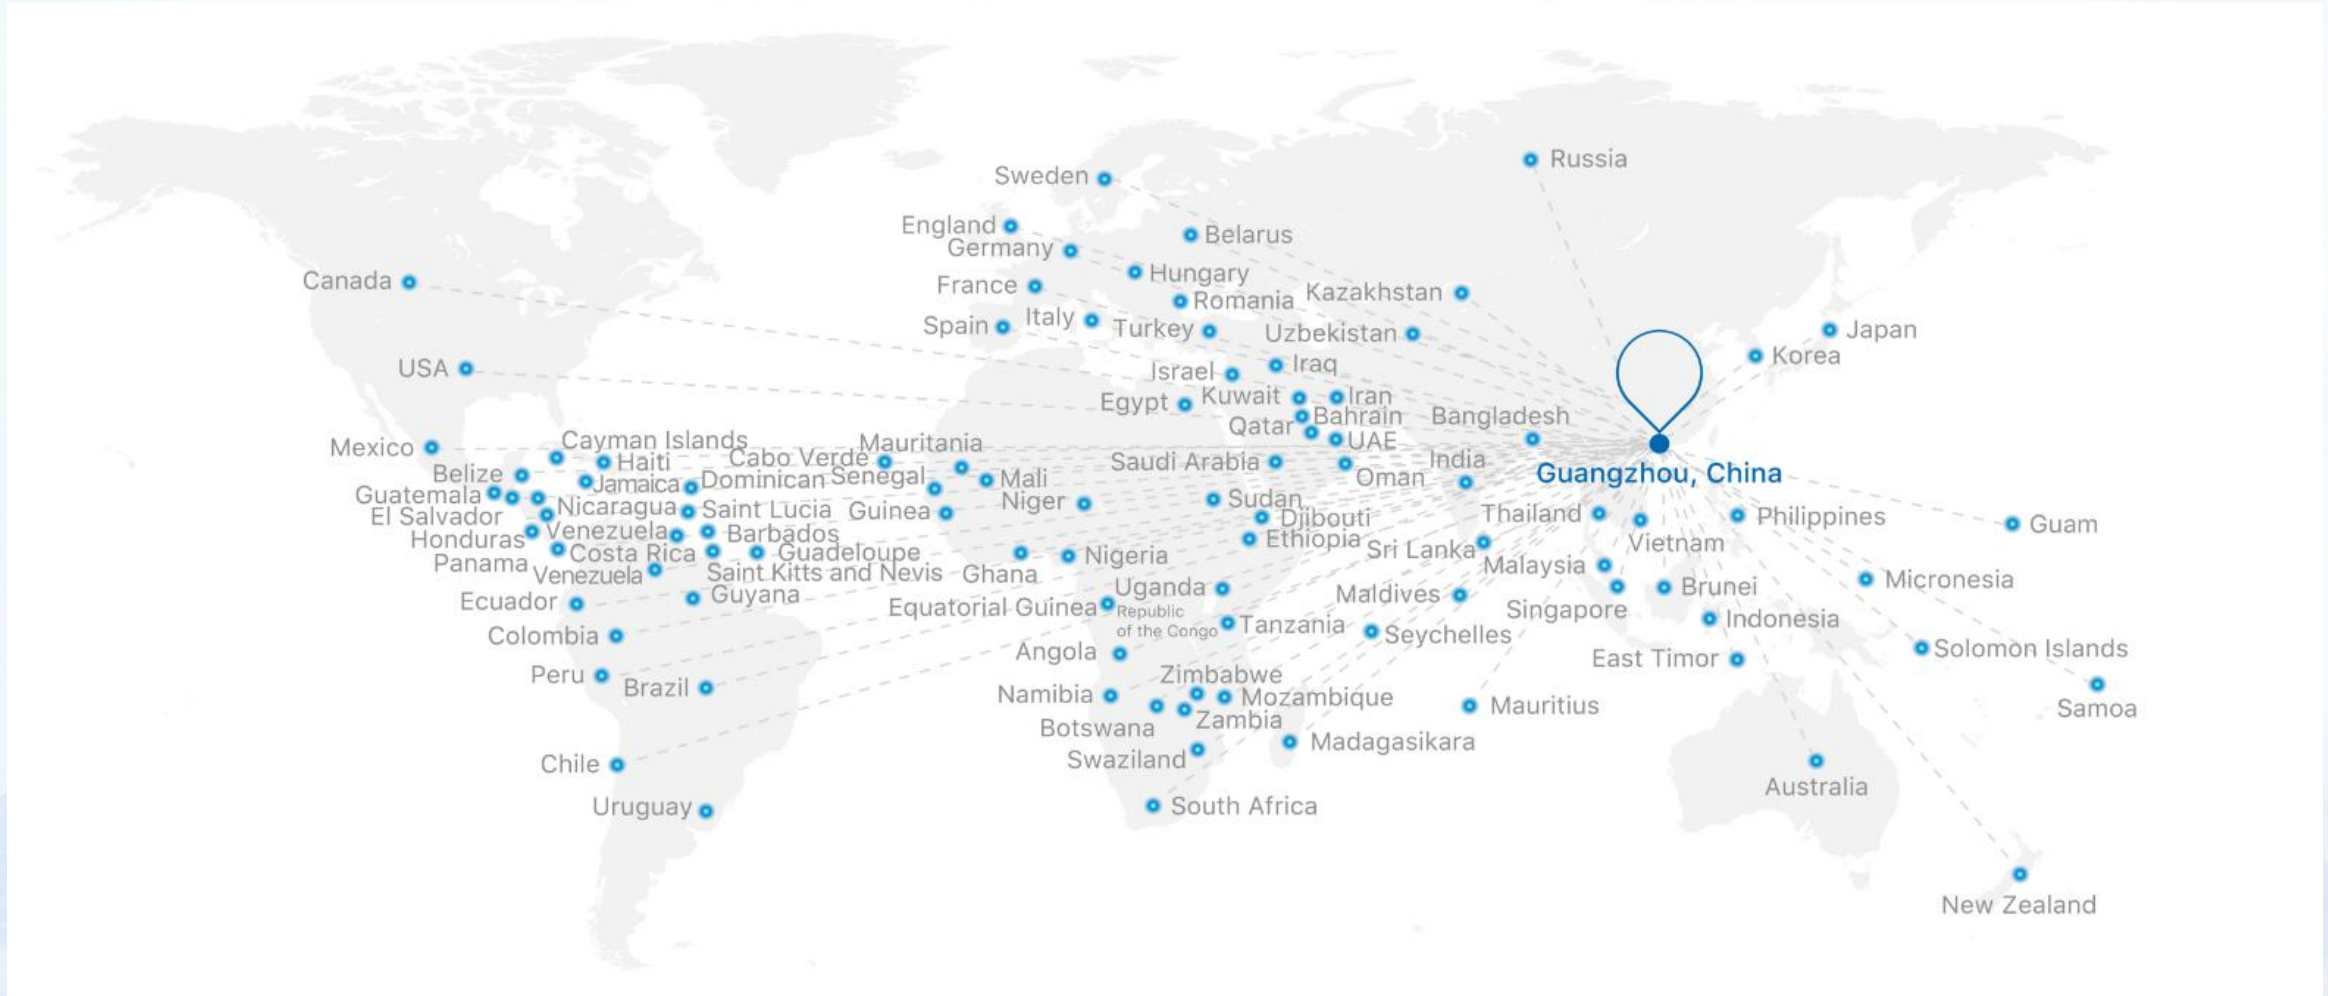 Russia
Sweden
England
Belarus
Germany
Hungary
Canada
France
Romania
Kazakhstan
Spain
Italy
Turkey
Uzbekistan
Japan
Korea
USA
Israel
Iraq
Egypt
Kuwait
Iran
Bahrain
Bangladesh
Qatar
UAE
Mexico
Cayman Islands
Mauritania
Cabo Verde
Haiti
Saudi Arabia
India
Oman
Guangzhou, China
Belize
Jamaica
Dominican
Senegal
Mali
Guatemala
Nicaragua
Saint Lucia
Guinea
Niger
Sudan
El Salvador
Djibouti
Thailand
Philippines
Guam
Honduras
Venezuela
Barbados
Ethiopia
Sri Lanka
Vietnam
Panama
Costa Rica
Guadeloupe
Nigeria
Venezuela
Saint Kitts and Nevis
Ghana
Malaysia
Micronesia
Ecuador
Guyana
Uganda
Maldives
Brunei
Equatorial Guinea
Republic
of the Congo
Singapore
Tanzania
Indonesia
Colombia
Seychelles
Solomon Islands
Angola
East Timor
Peru
Brazil
Zimbabwe
Namibia
Mozambique
Mauritius
Samoa
Botswana
Zambia
Madagasikara
Chile
Swaziland
Australia
Uruguay
South Africa
New Zealand